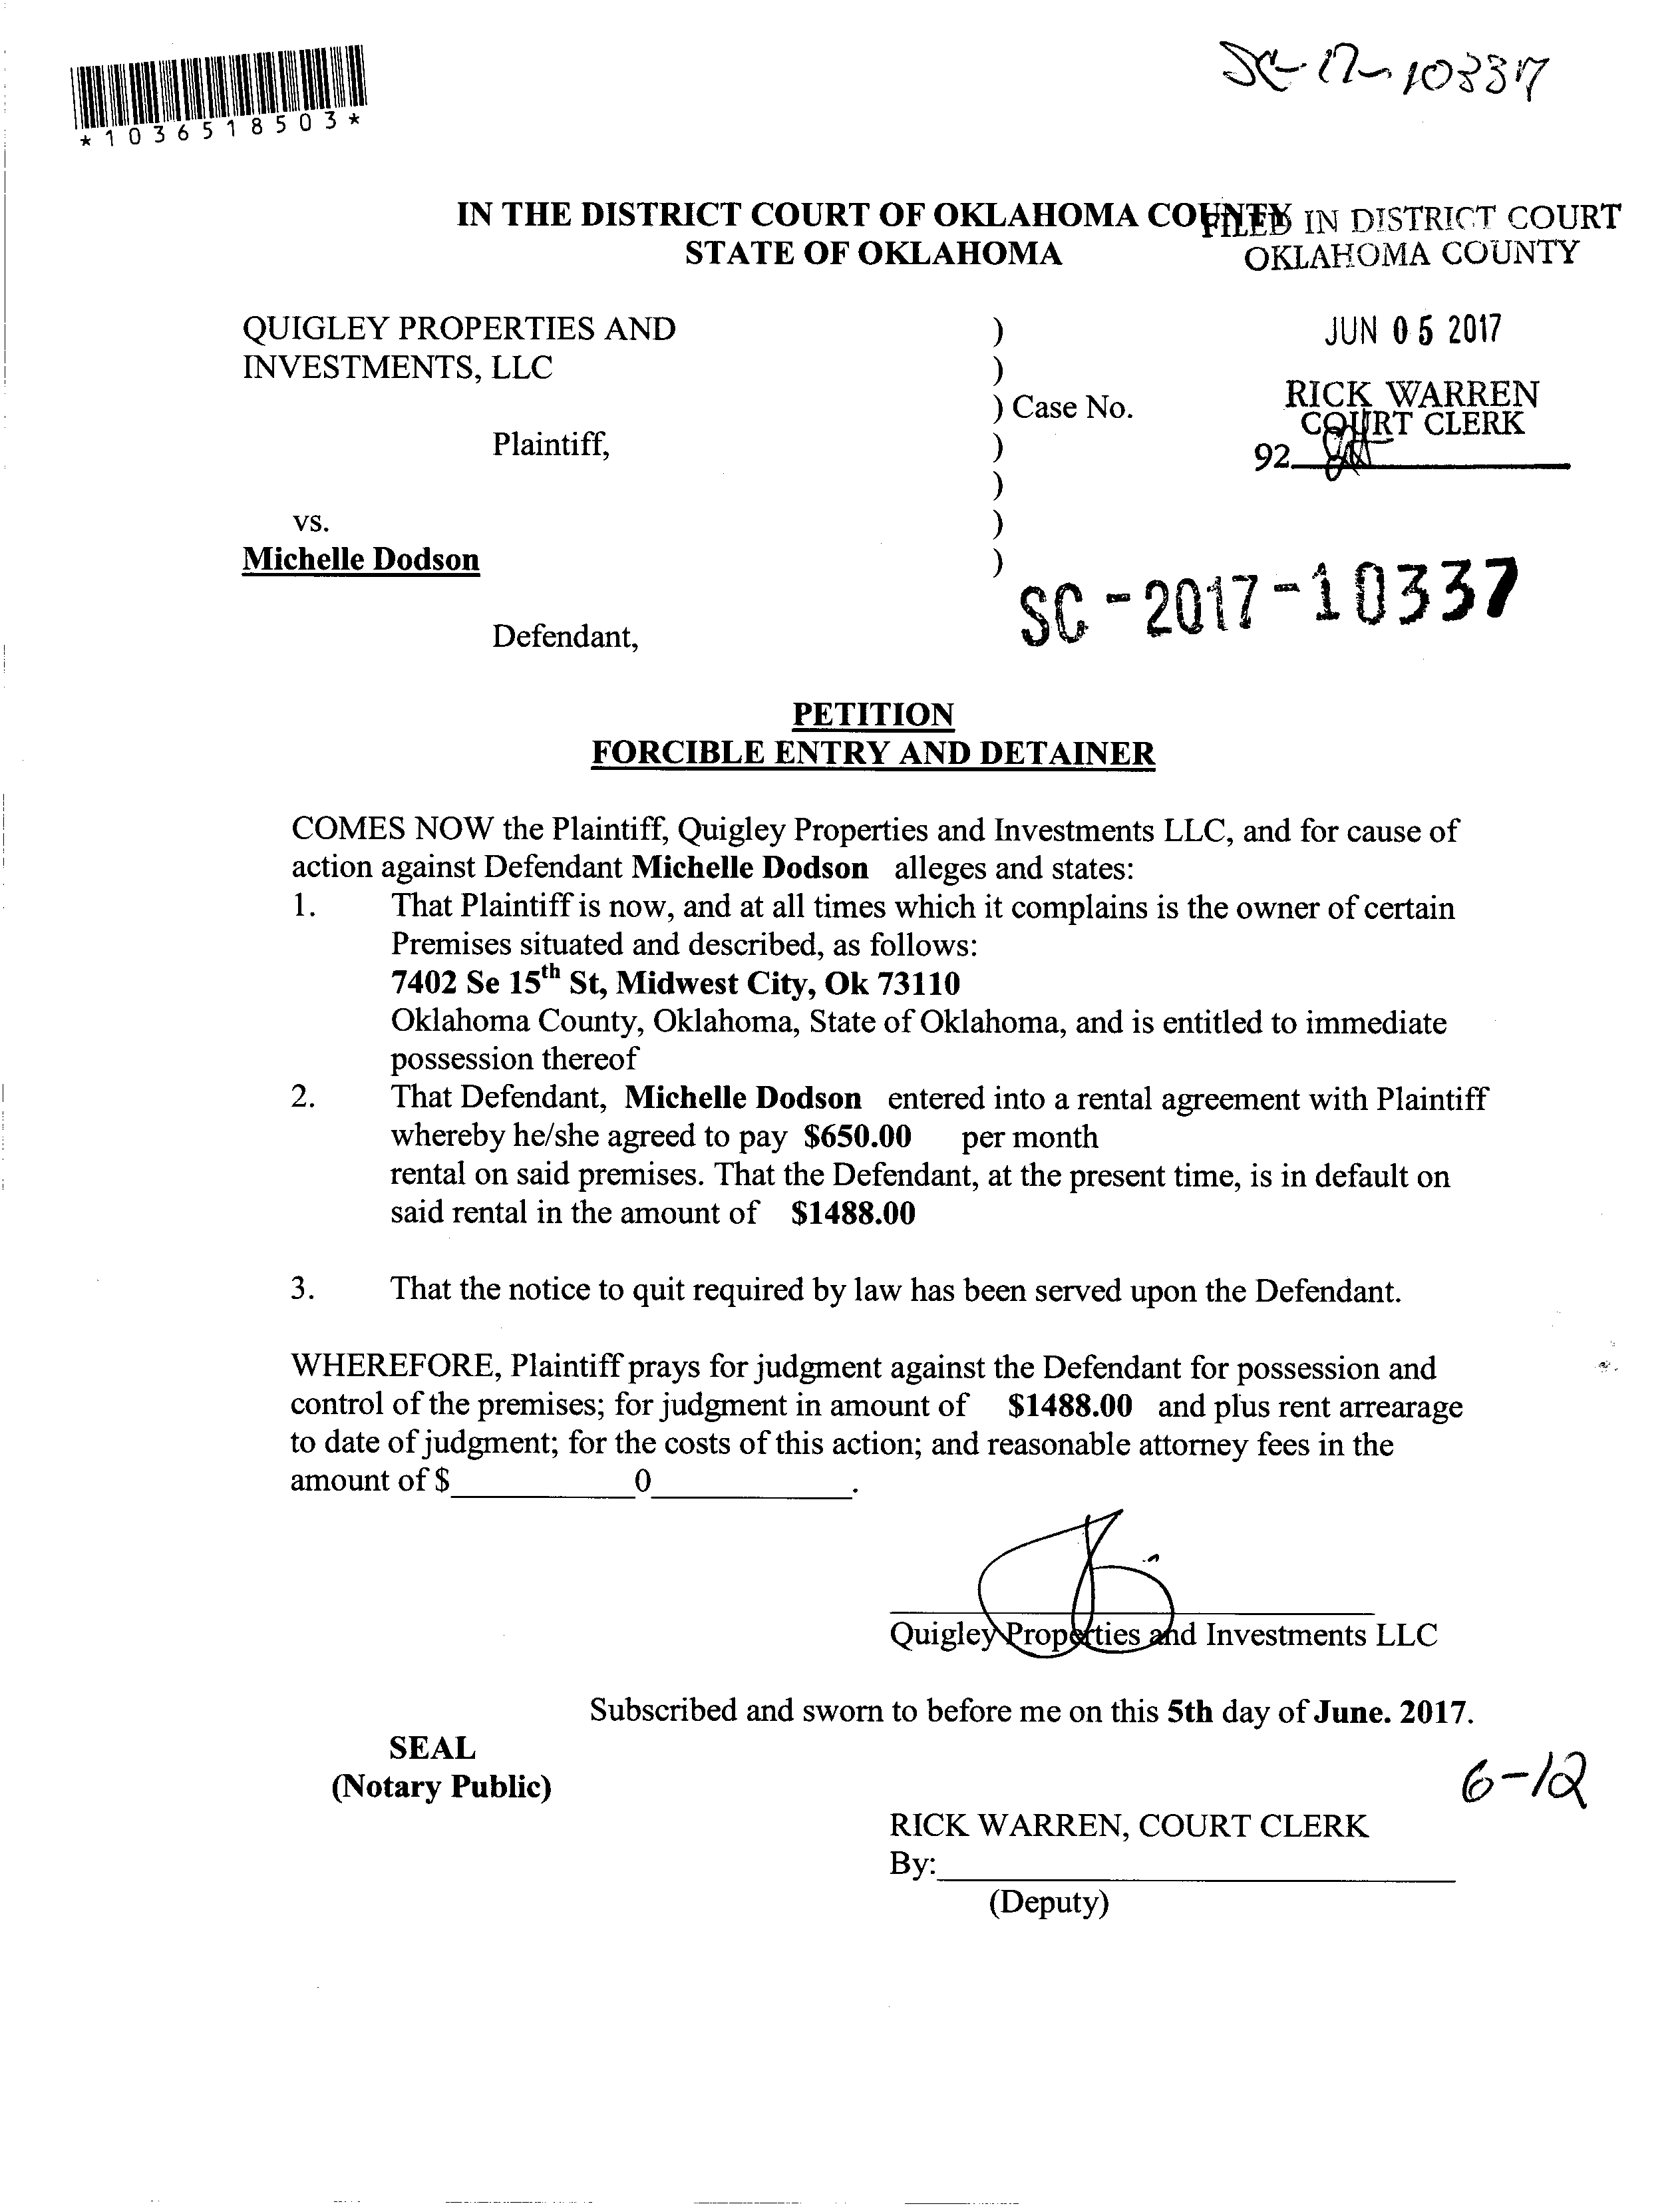 SC-17-10337
*1036518503*
IN THE DISTRICT COURT OF OKLAHOMA COUNTY
FILED IN DISTRICT COURT
STATE OF OKLAHOMA
OKLAHOMA COUNTY
QUIGLEY PROPERTIES AND
INVESTMENTS, LLC
)
)
) Case No.
)
)
)
)
JUN 05 2017
RICK WARREN
COURT CLERK
92
Plaintiff,
vs.
Michelle Dodson
SC-2017-10337
Defendant,
PETITION
FORCIBLE ENTRY AND DETAINER
COMES NOW the Plaintiff, Quigley Properties and Investments LLC, and for cause of
action against Defendant Michelle Dodson alleges and states:
1. That Plaintiff is now, and at all times which it complains is the owner of certain
Premises situated and described, as follows:
7402 Se 15th St, Midwest City, Ok 73110
Oklahoma County, Oklahoma, State of Oklahoma, and is entitled to immediate
possession thereof
2. That Defendant, Michelle Dodson entered into a rental agreement with Plaintiff
whereby he/she agreed to pay $650.00 per month
rental on said premises. That the Defendant, at the present time, is in default on
said rental in the amount of $1488.00
3. That the notice to quit required by law has been served upon the Defendant.
WHEREFORE, Plaintiff prays for judgment against the Defendant for possession and
control of the premises; for judgment in amount of $1488.00 and plus rent arrearage
to date of judgment; for the costs of this action; and reasonable attorney fees in the
amount of $__________0__________.
Quigley Properties and Investments LLC
Subscribed and sworn to before me on this 5th day of June. 2017.
SEAL
(Notary Public)
6-12
RICK WARREN, COURT CLERK
By:____________________
(Deputy)